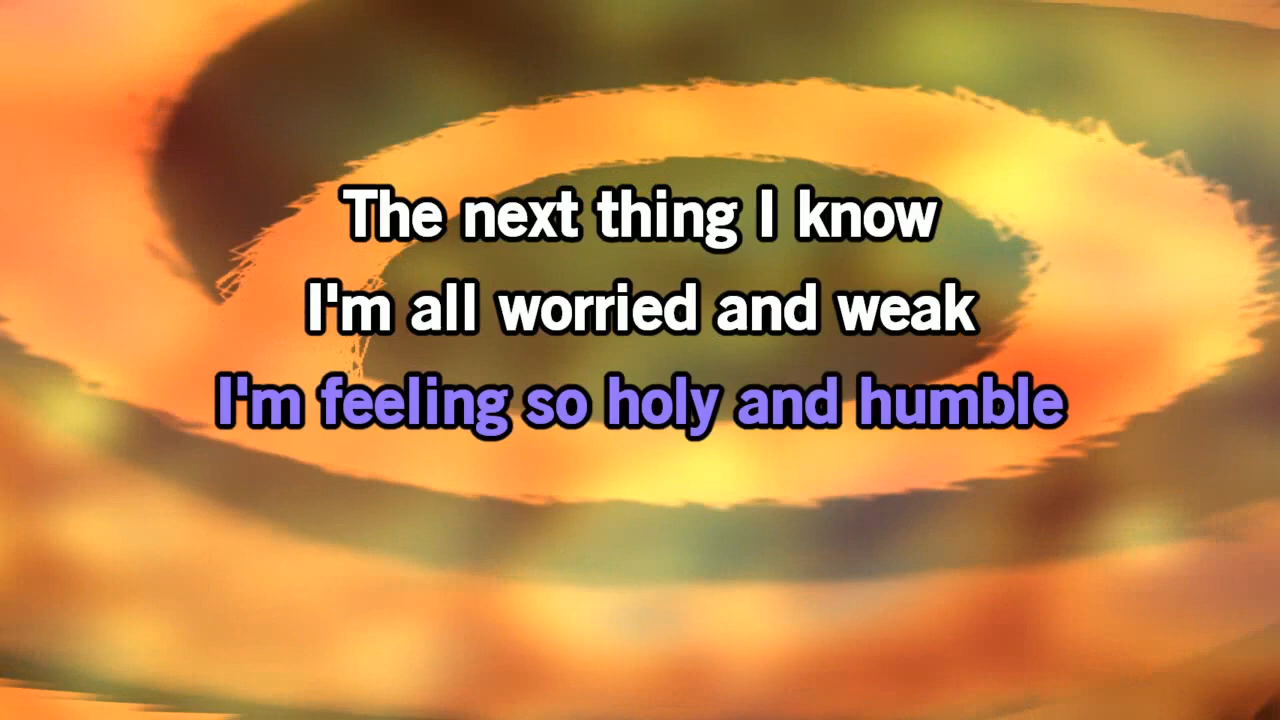 The next thing I know
I'm all worried and weak
I'm feeling so holy and humble